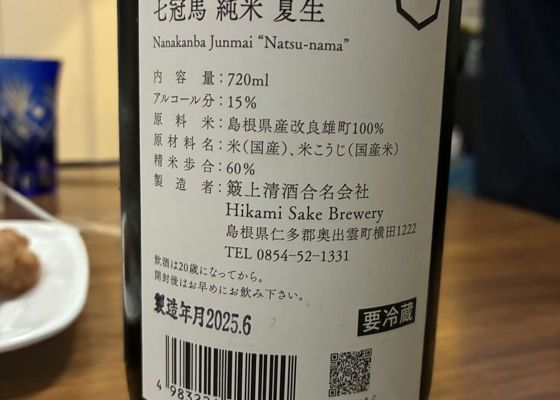 七冠馬 純米 夏生
Nanakanba Junmai “Natsu-nama”
内容量：720ml
アルコール分：15%
原料米：島根県産改良雄町100%
原材料名：米(国産)、米こうじ(国産米)
精米歩合：60%
製造者：簸上清酒合名会社
Hikami Sake Brewery
島根県仁多郡奥出雲町横田1222
TEL 0854-52-1331
飲酒は20歳になってから。
開封後はお早めにお飲み下さい。
製造年月2025.6
要冷蔵